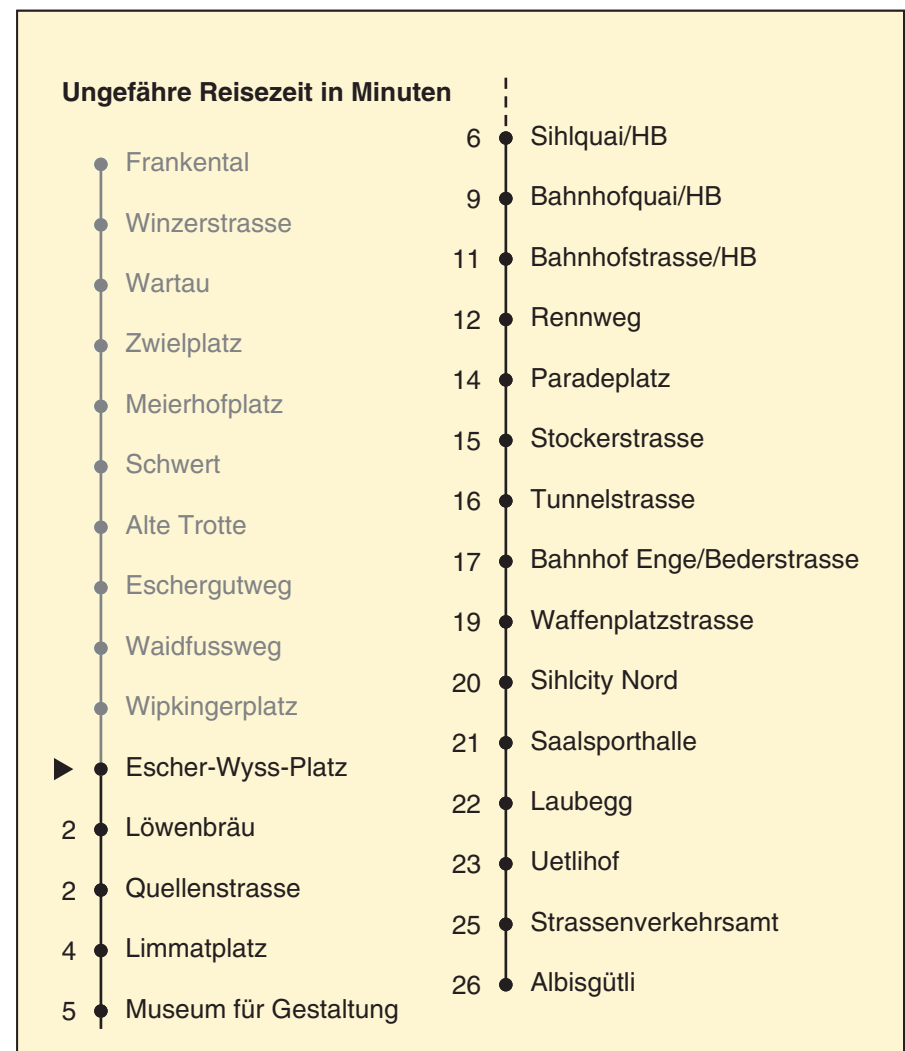 Ungefähre Reisezeit in Minuten
Frankental
Winzerstrasse
Wartau
Zwielplatz
Meierhofplatz
Schwert
Alte Trotte
Eschergutweg
Waidfussweg
Wipkingerplatz
Escher-Wyss-Platz
2 Löwenbräu
2 Quellenstrasse
4 Limmatplatz
5 Museum für Gestaltung
6 Sihlquai/HB
9 Bahnhofquai/HB
11 Bahnhofstrasse/HB
12 Rennweg
14 Paradeplatz
15 Stockerstrasse
16 Tunnelstrasse
17 Bahnhof Enge/Bederstrasse
19 Waffenplatzstrasse
20 Sihlcity Nord
21 Saalsporthalle
22 Laubegg
23 Uetlihof
25 Strassenverkehrsamt
26 Albisgütli